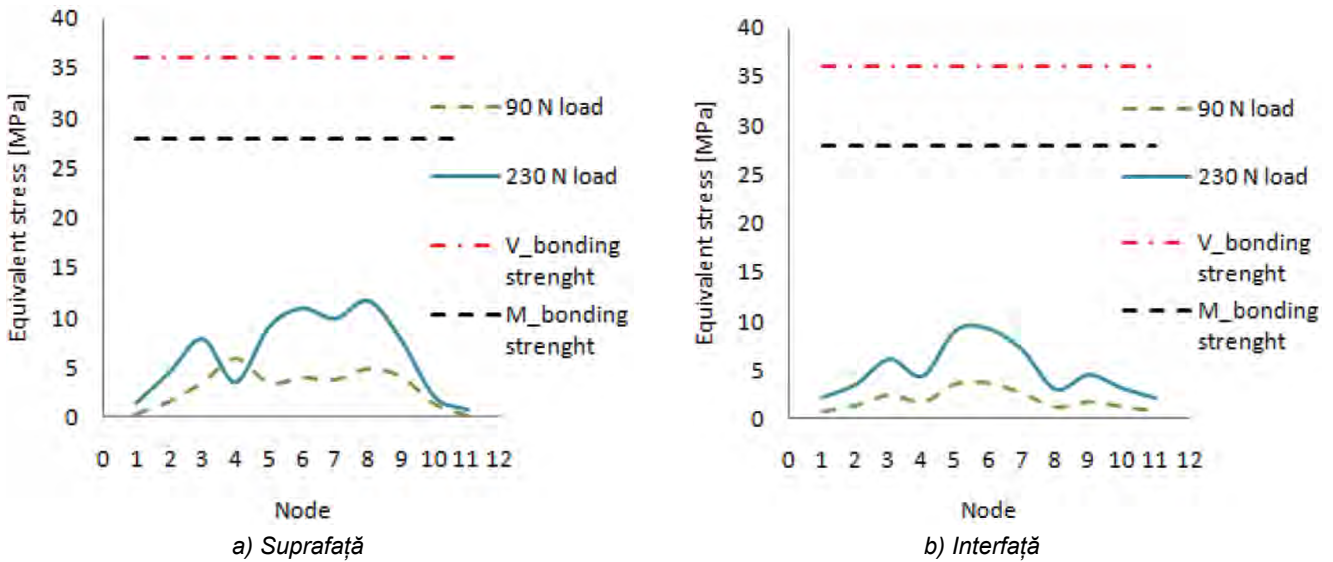 40
35
30
25
20
15
10
5
0
Equivalent stress [MPa]
0 1 2 3 4 5 6 7 8 9 10 11 12
Node
90 N load
230 N load
V_bonding
strenght
M_bonding
strenght
a) Suprafață
40
35
30
25
20
15
10
5
0
Equivalent stress [MPa]
0 1 2 3 4 5 6 7 8 9 10 11 12
Node
90 N load
230 N load
V_bonding
strenght
M_bonding
strenght
b) Interfață